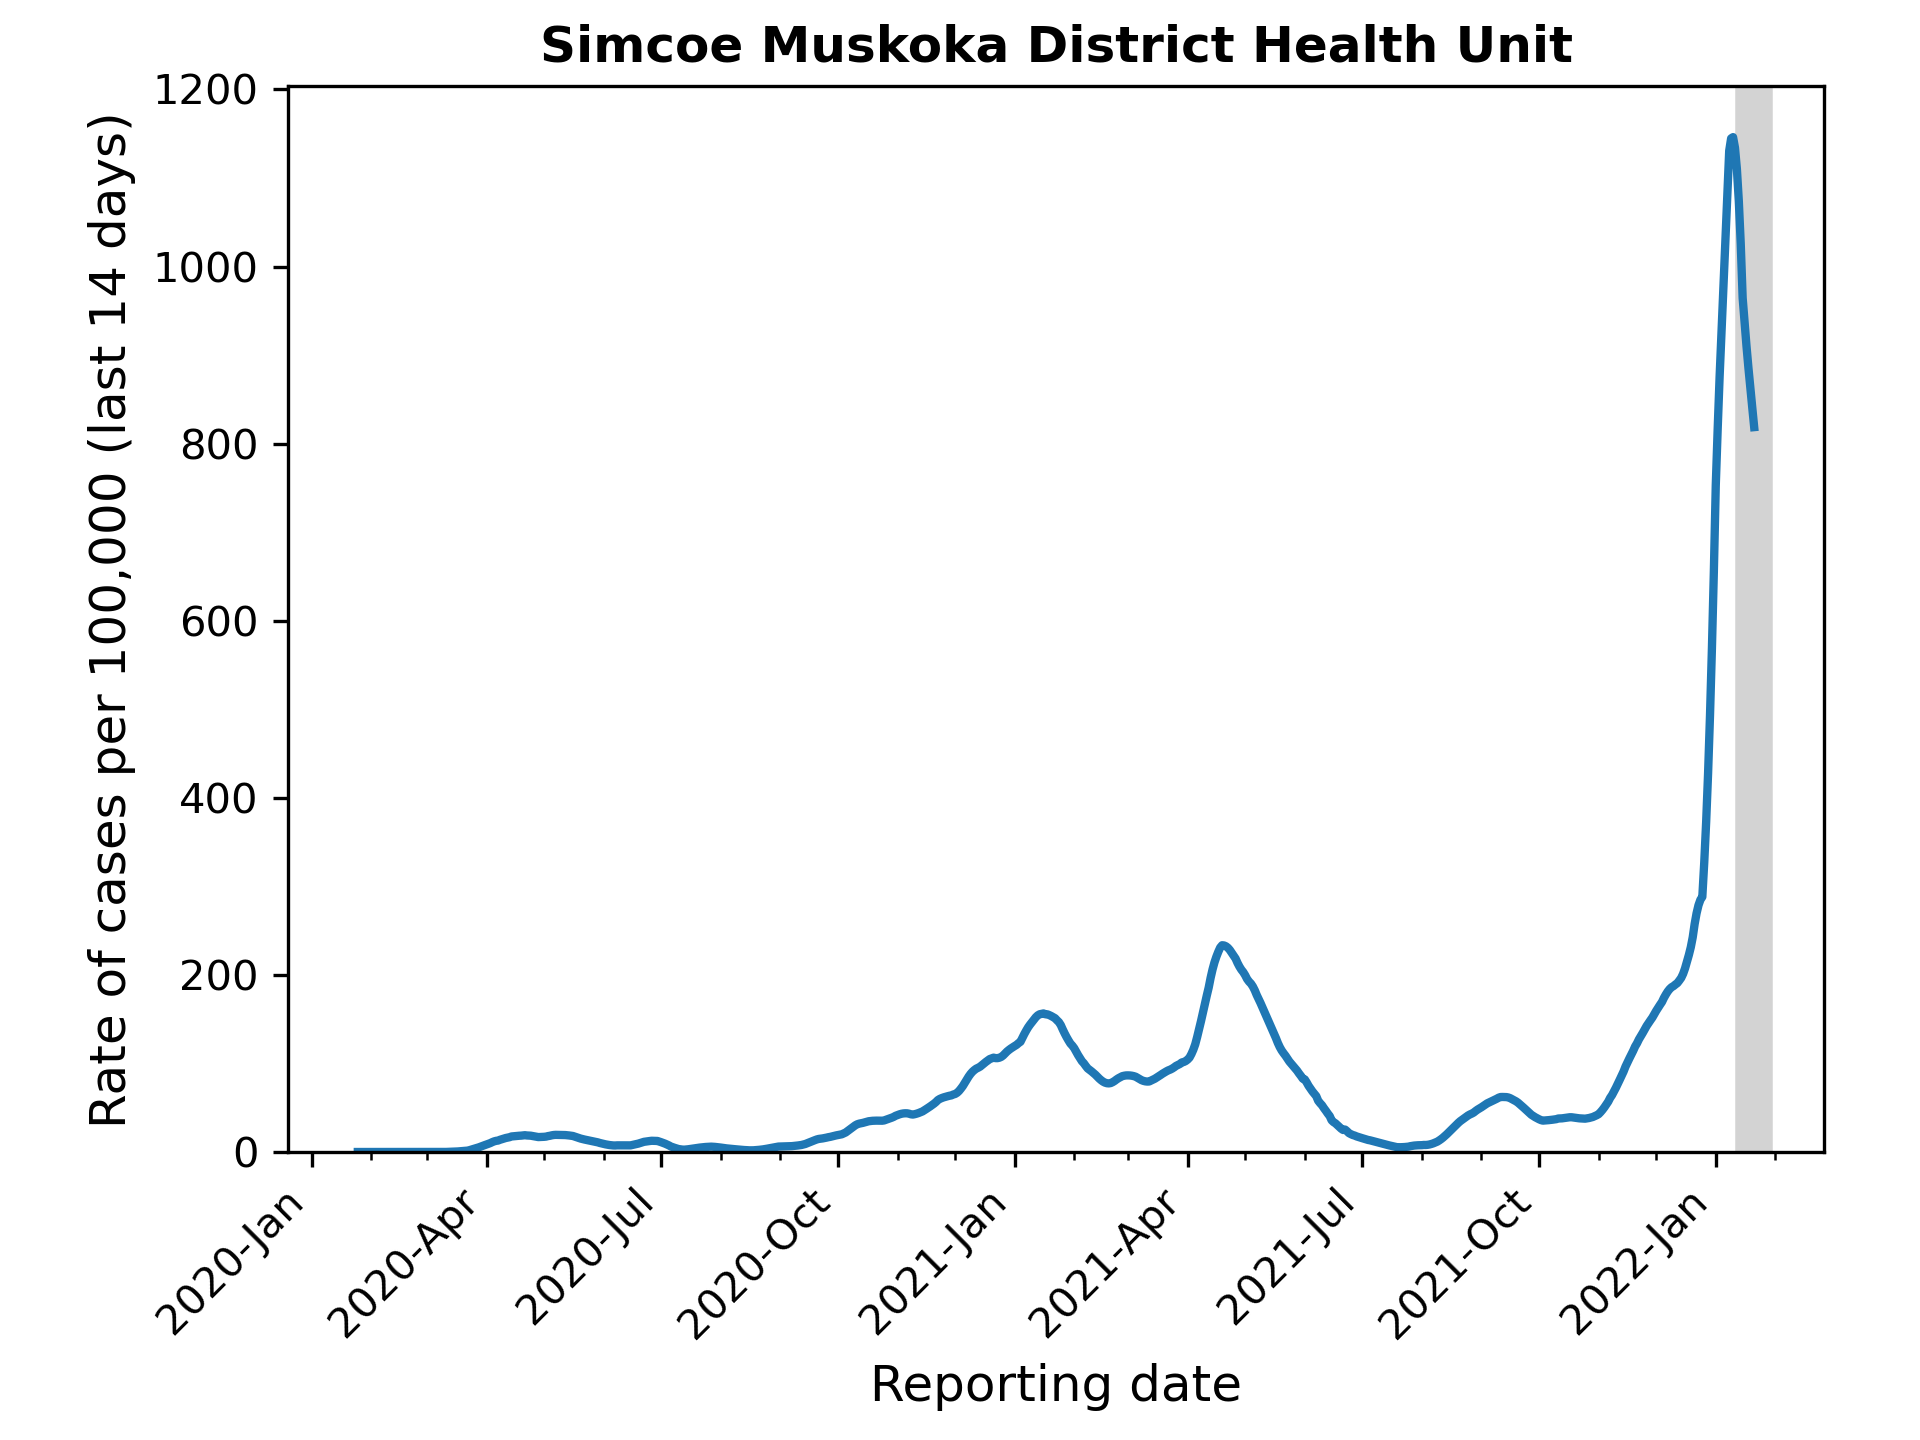 Simcoe Muskoka District Health Unit
Rate of cases per 100,000 (last 14 days)
1200
1000
800
600
400
200
0
2020-Jan
2020-Apr
2020-Jul
2020-Oct
2021-Jan
2021-Apr
2021-Jul
2021-Oct
2022-Jan
Reporting date